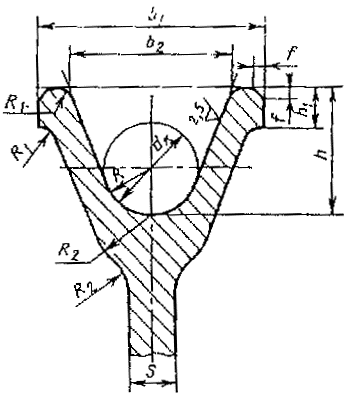 b₁
b₂
f
R₁
h₁
f
h
2,5
d₁
R₁
R
R₂
R₂
S